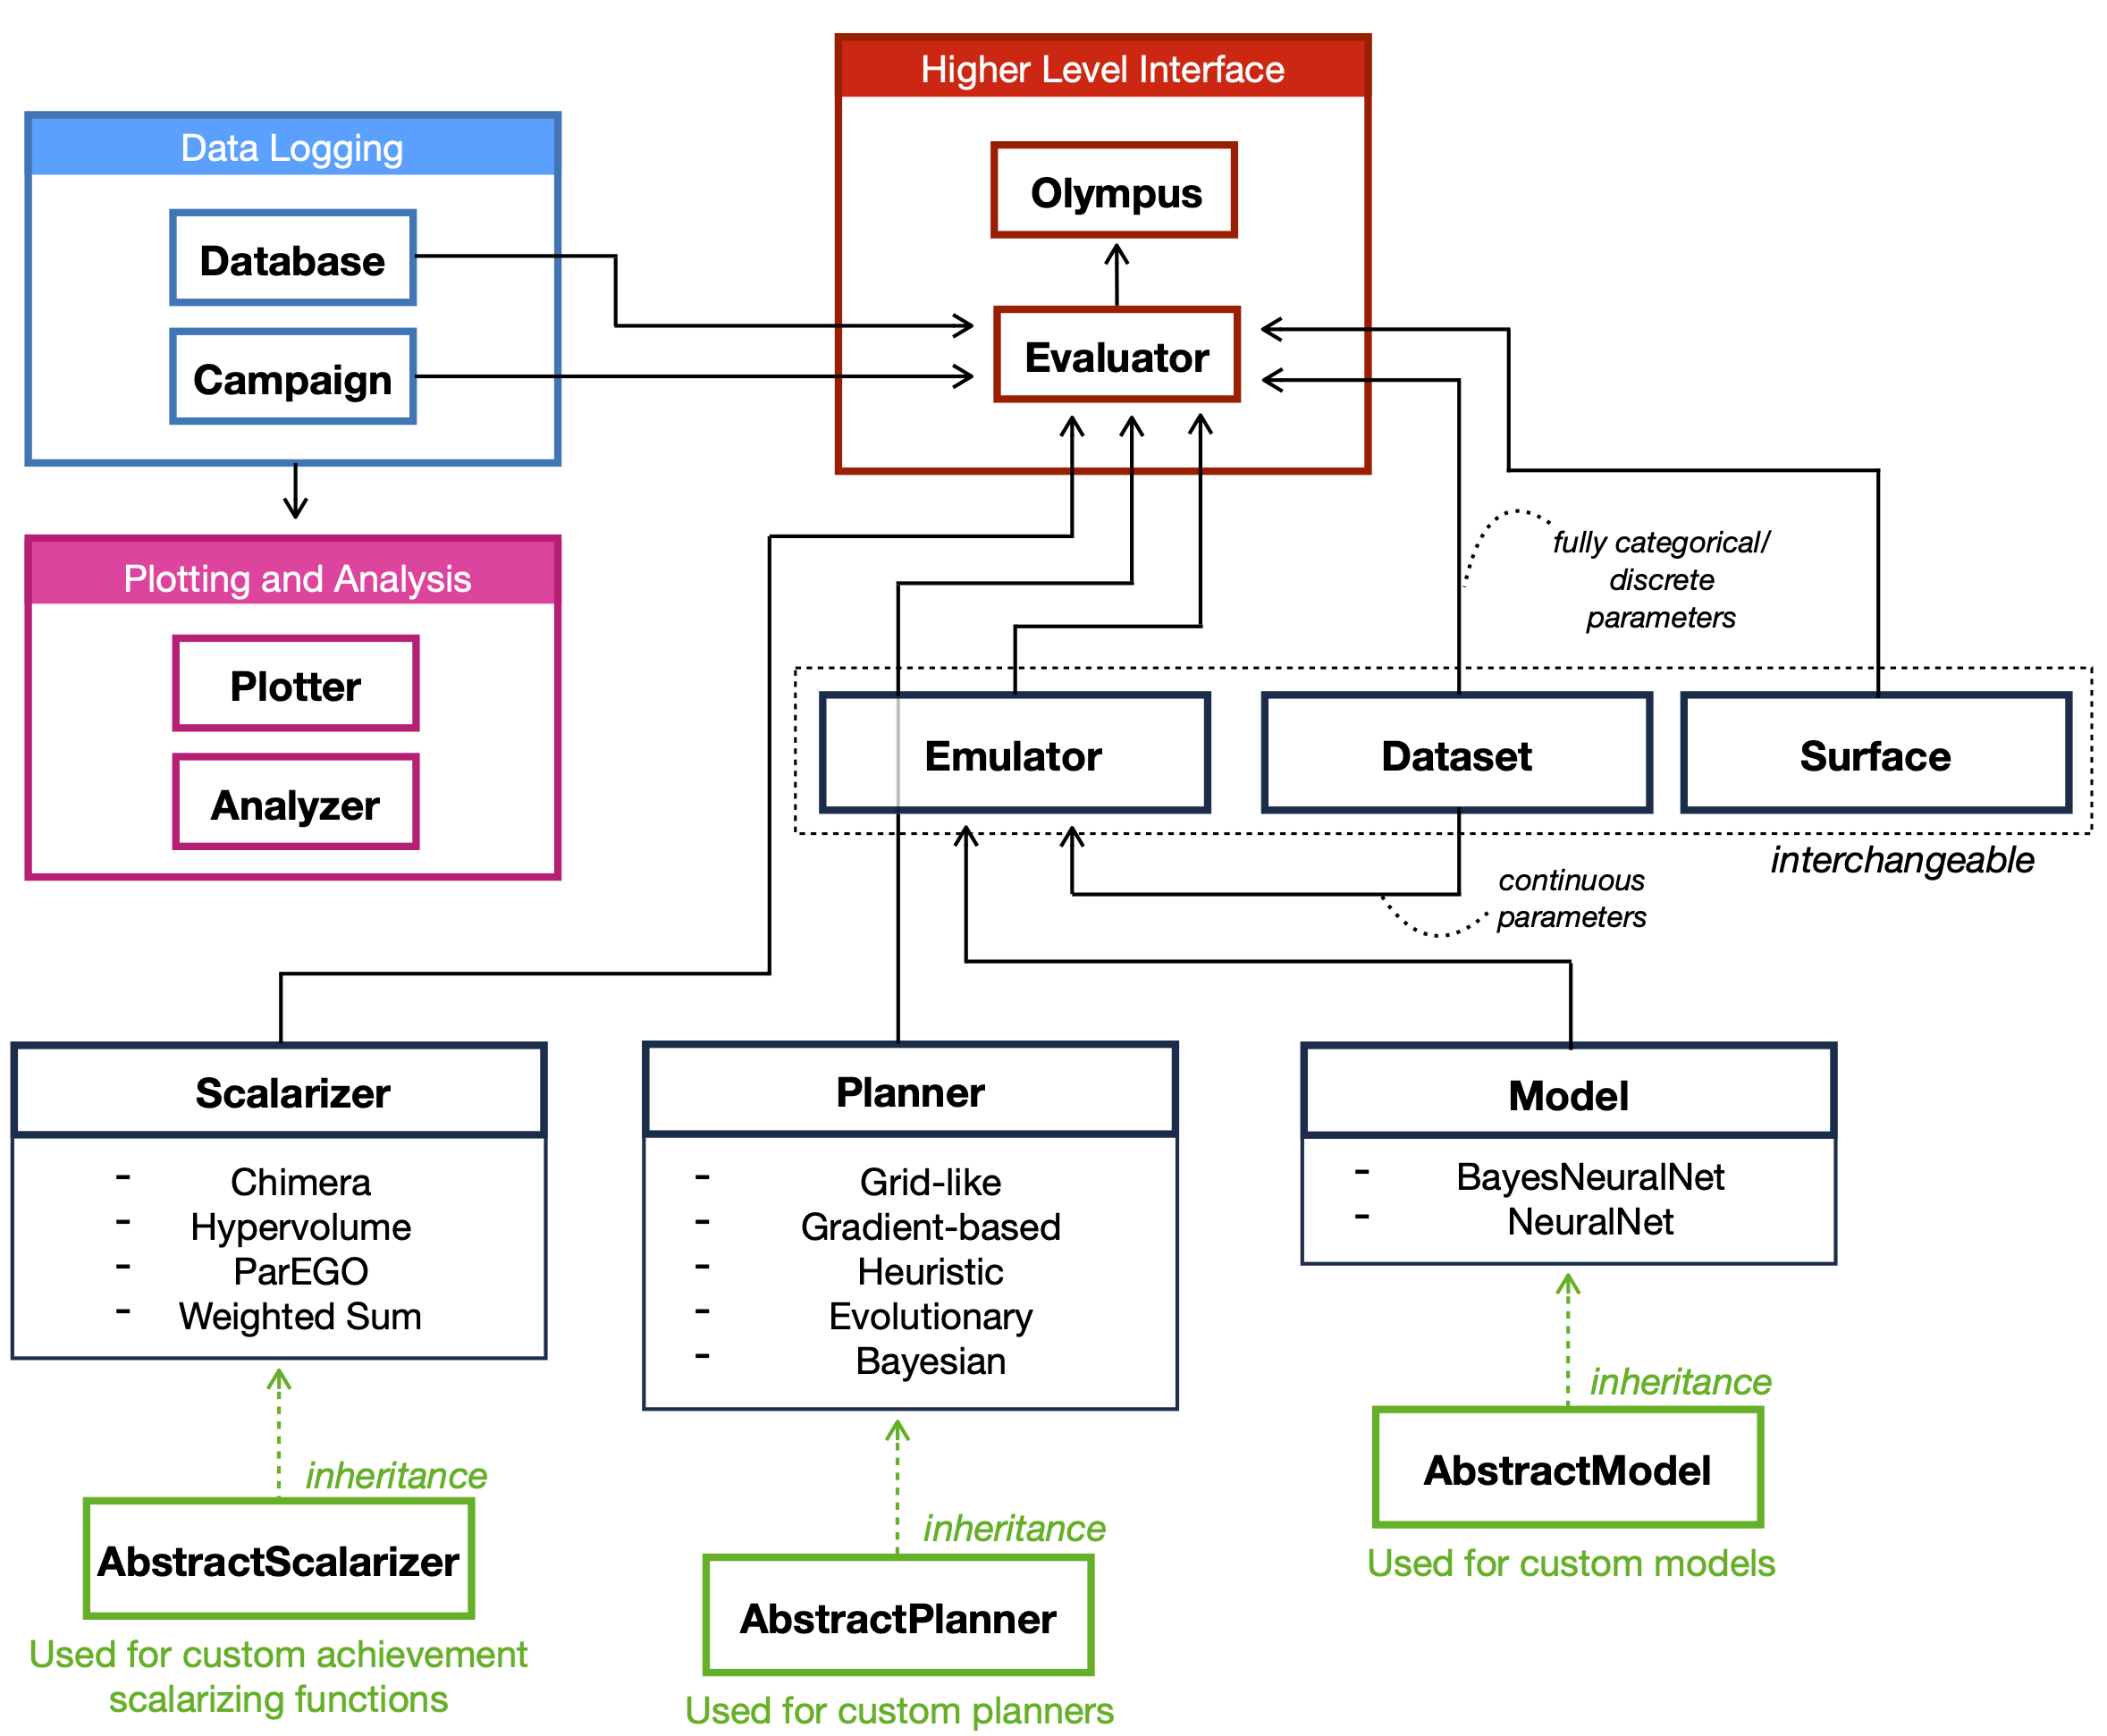 Higher Level Interface
Olympus
Evaluator
Data Logging
Database
Campaign
Plotting and Analysis
Plotter
Analyzer
fully categorical/
discrete
parameters
Emulator
Dataset
Surface
interchangeable
continuous
parameters
Scalarizer
- Chimera
- Hypervolume
- ParEGO
- Weighted Sum
Planner
- Grid-like
- Gradient-based
- Heuristic
- Evolutionary
- Bayesian
Model
- BayesNeuralNet
- NeuralNet
inheritance
AbstractScalarizer
Used for custom achievement
scalarizing functions
inheritance
AbstractPlanner
Used for custom planners
inheritance
AbstractModel
Used for custom models